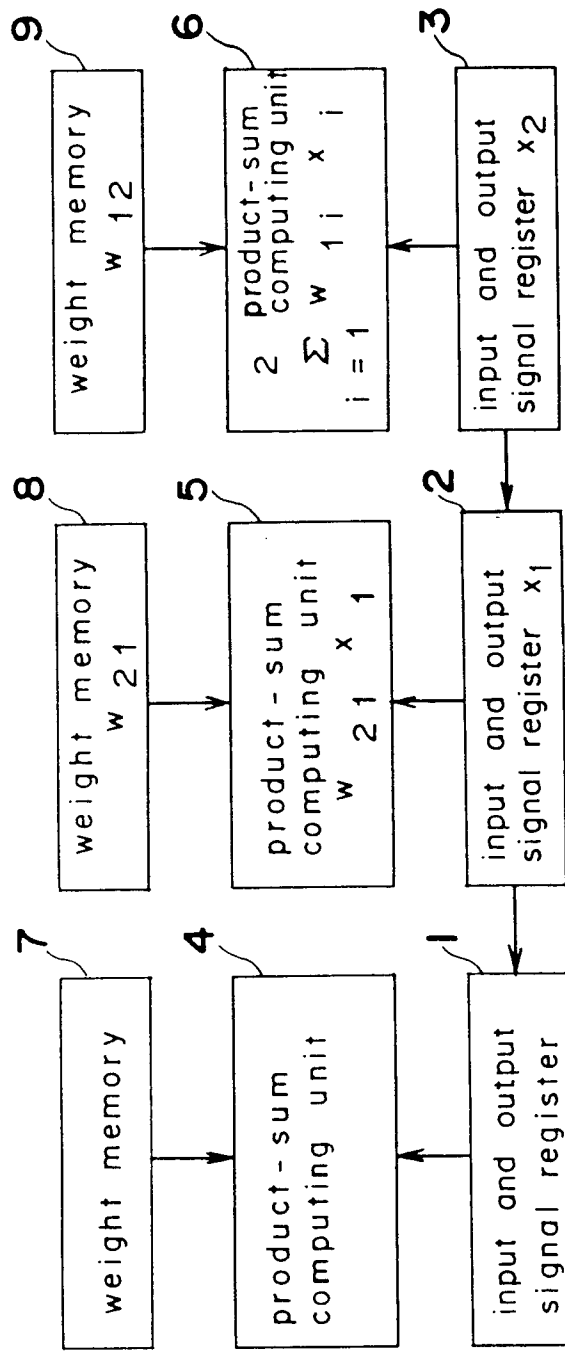 7
weight memory
8
weight memory
w 21
9
weight memory
w 12
4
product-sum
computing unit
5
product-sum
computing unit
w 21 x 1
6
product-sum
computing unit
2
Σ w 1i x i
i = 1
1
input and output
signal register
2
input and output
signal register x1
3
input and output
signal register x2